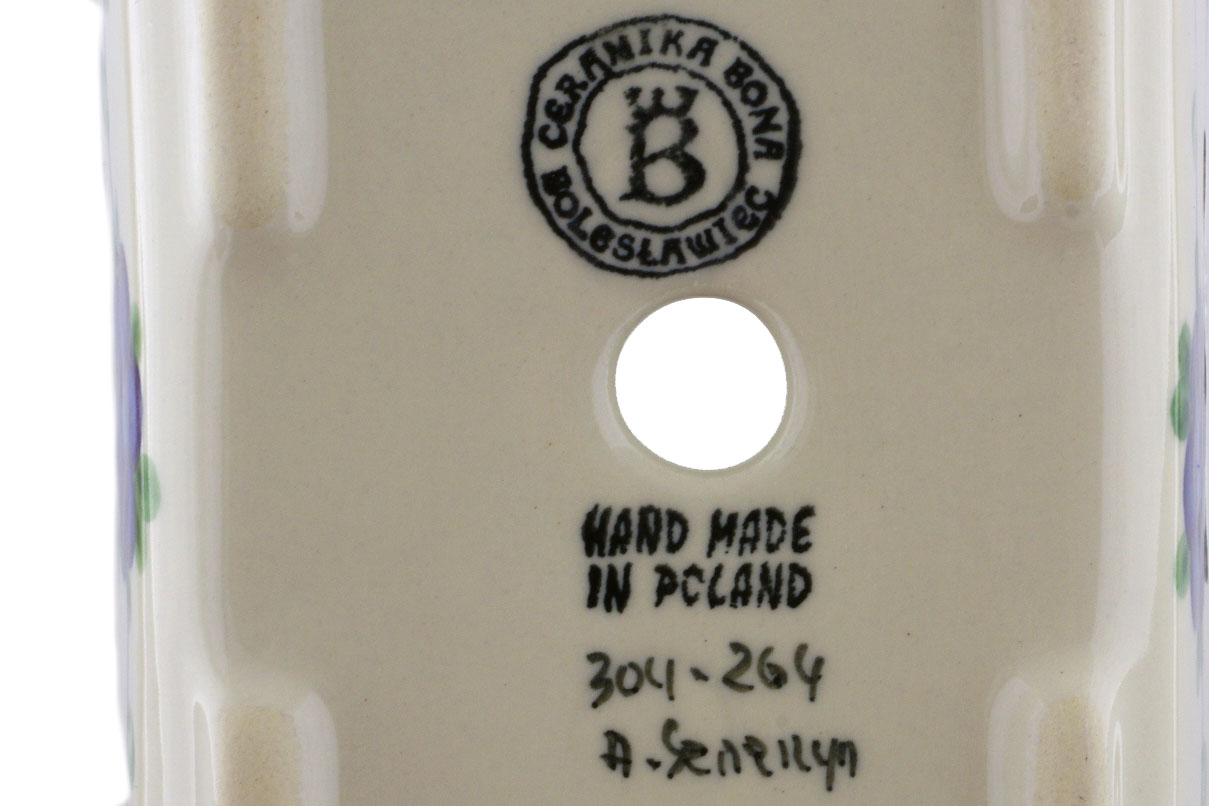 CERAMIKA BONA
BOLESŁAWIEC
B
HAND MADE
IN POLAND
304-264
A.